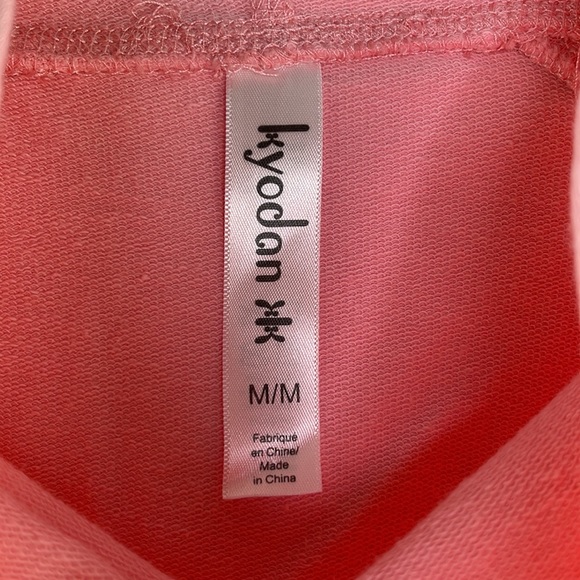 kyodan
M/M
Fabriqué
en Chine/
Made
in China